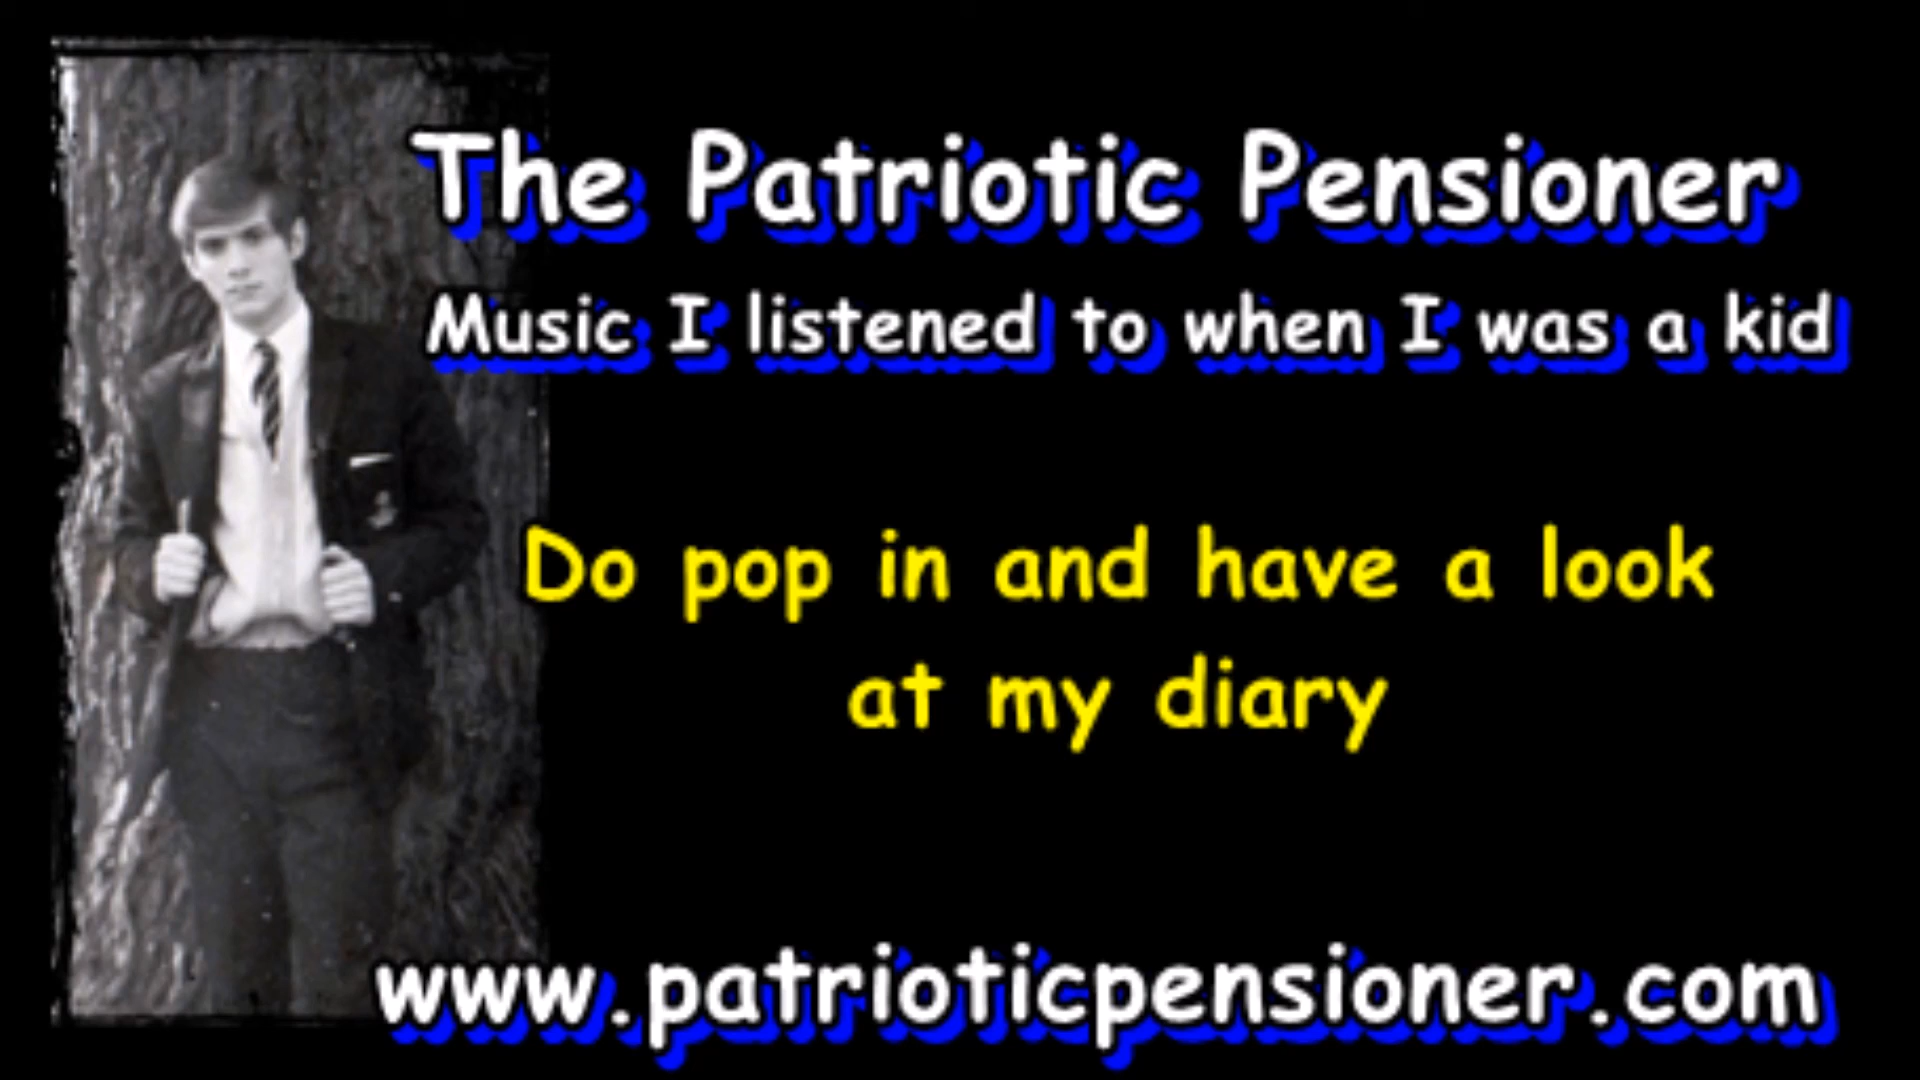 The Patriotic Pensioner
Music I listened to when I was a kid
Do pop in and have a look
at my diary
www.patrioticpensioner.com